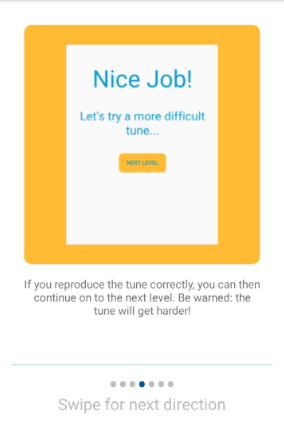 Nice Job!
Let's try a more difficult
tune...
NEXT LEVEL
If you reproduce the tune correctly, you can then
continue on to the next level. Be warned: the
tune will get harder!
Swipe for next direction